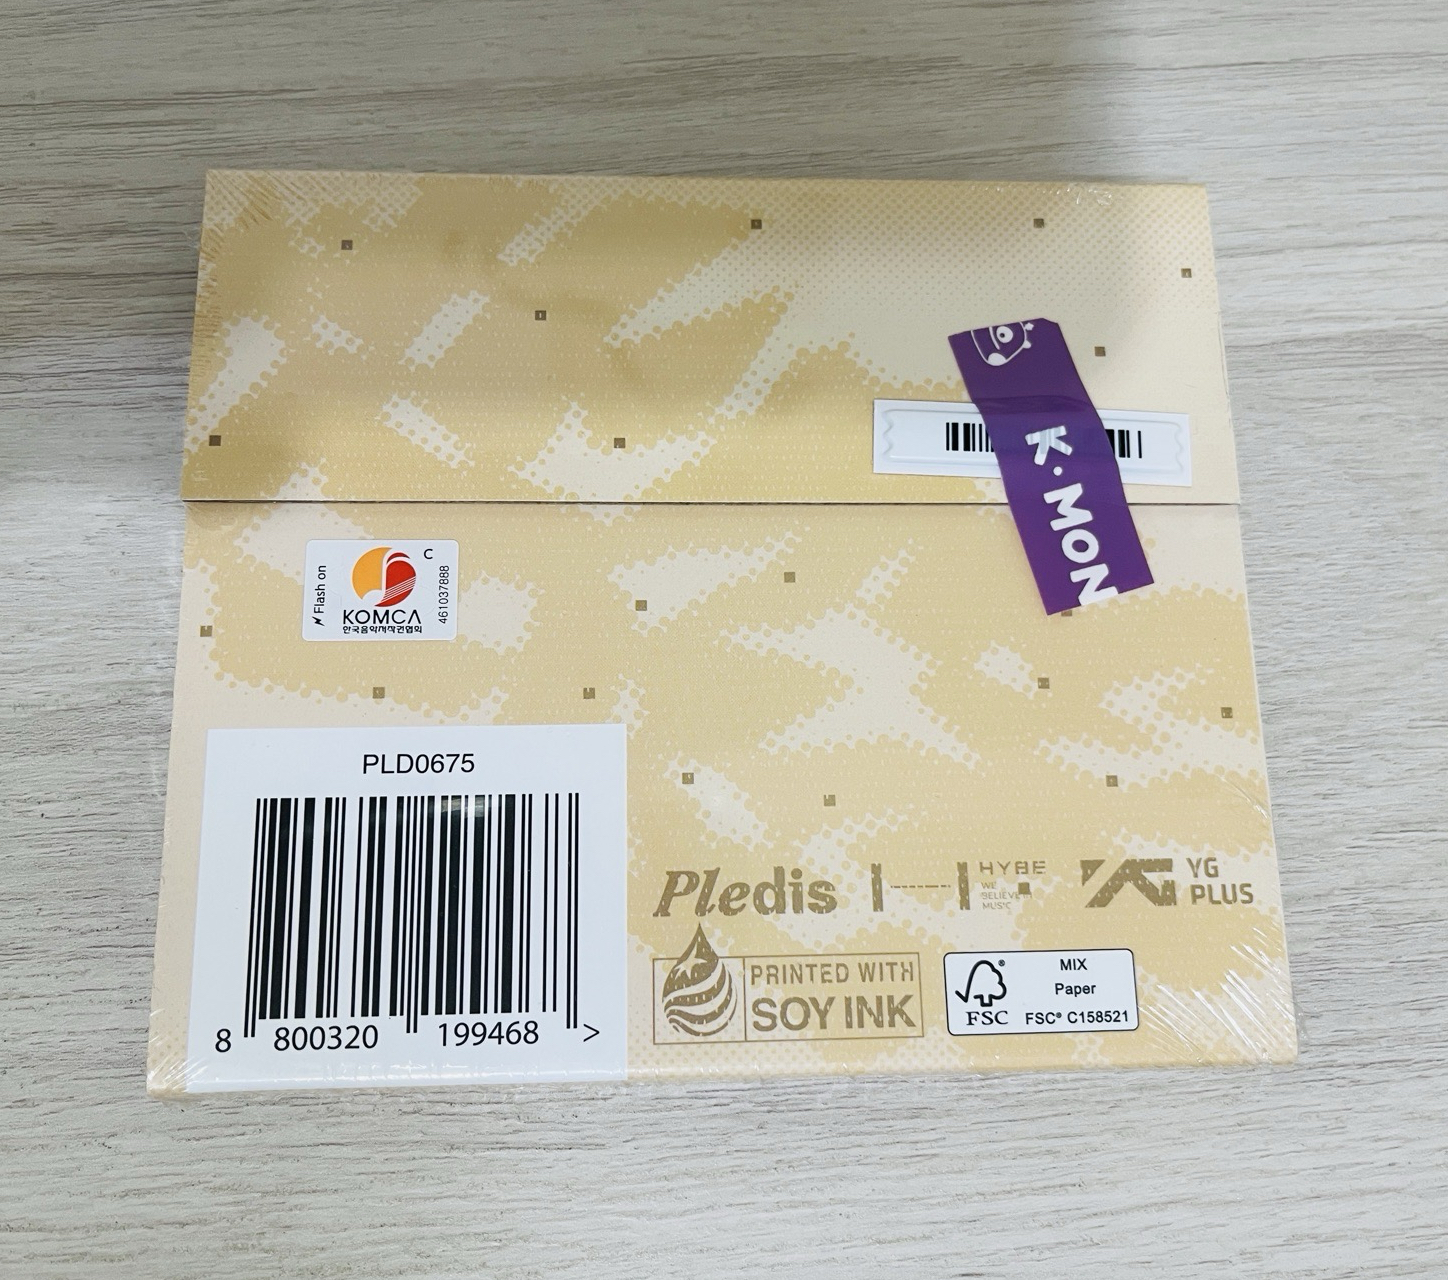 K·MON
Flash on
C
461037888
KOMCA
한국음악저작권협회
PLD0675
8 800320 199468 >
Pledis
HYBE
WE
BELIEVE IN
MUSIC
YG
PLUS
PRINTED WITH
SOY INK
FSC
MIX
Paper
FSC® C158521